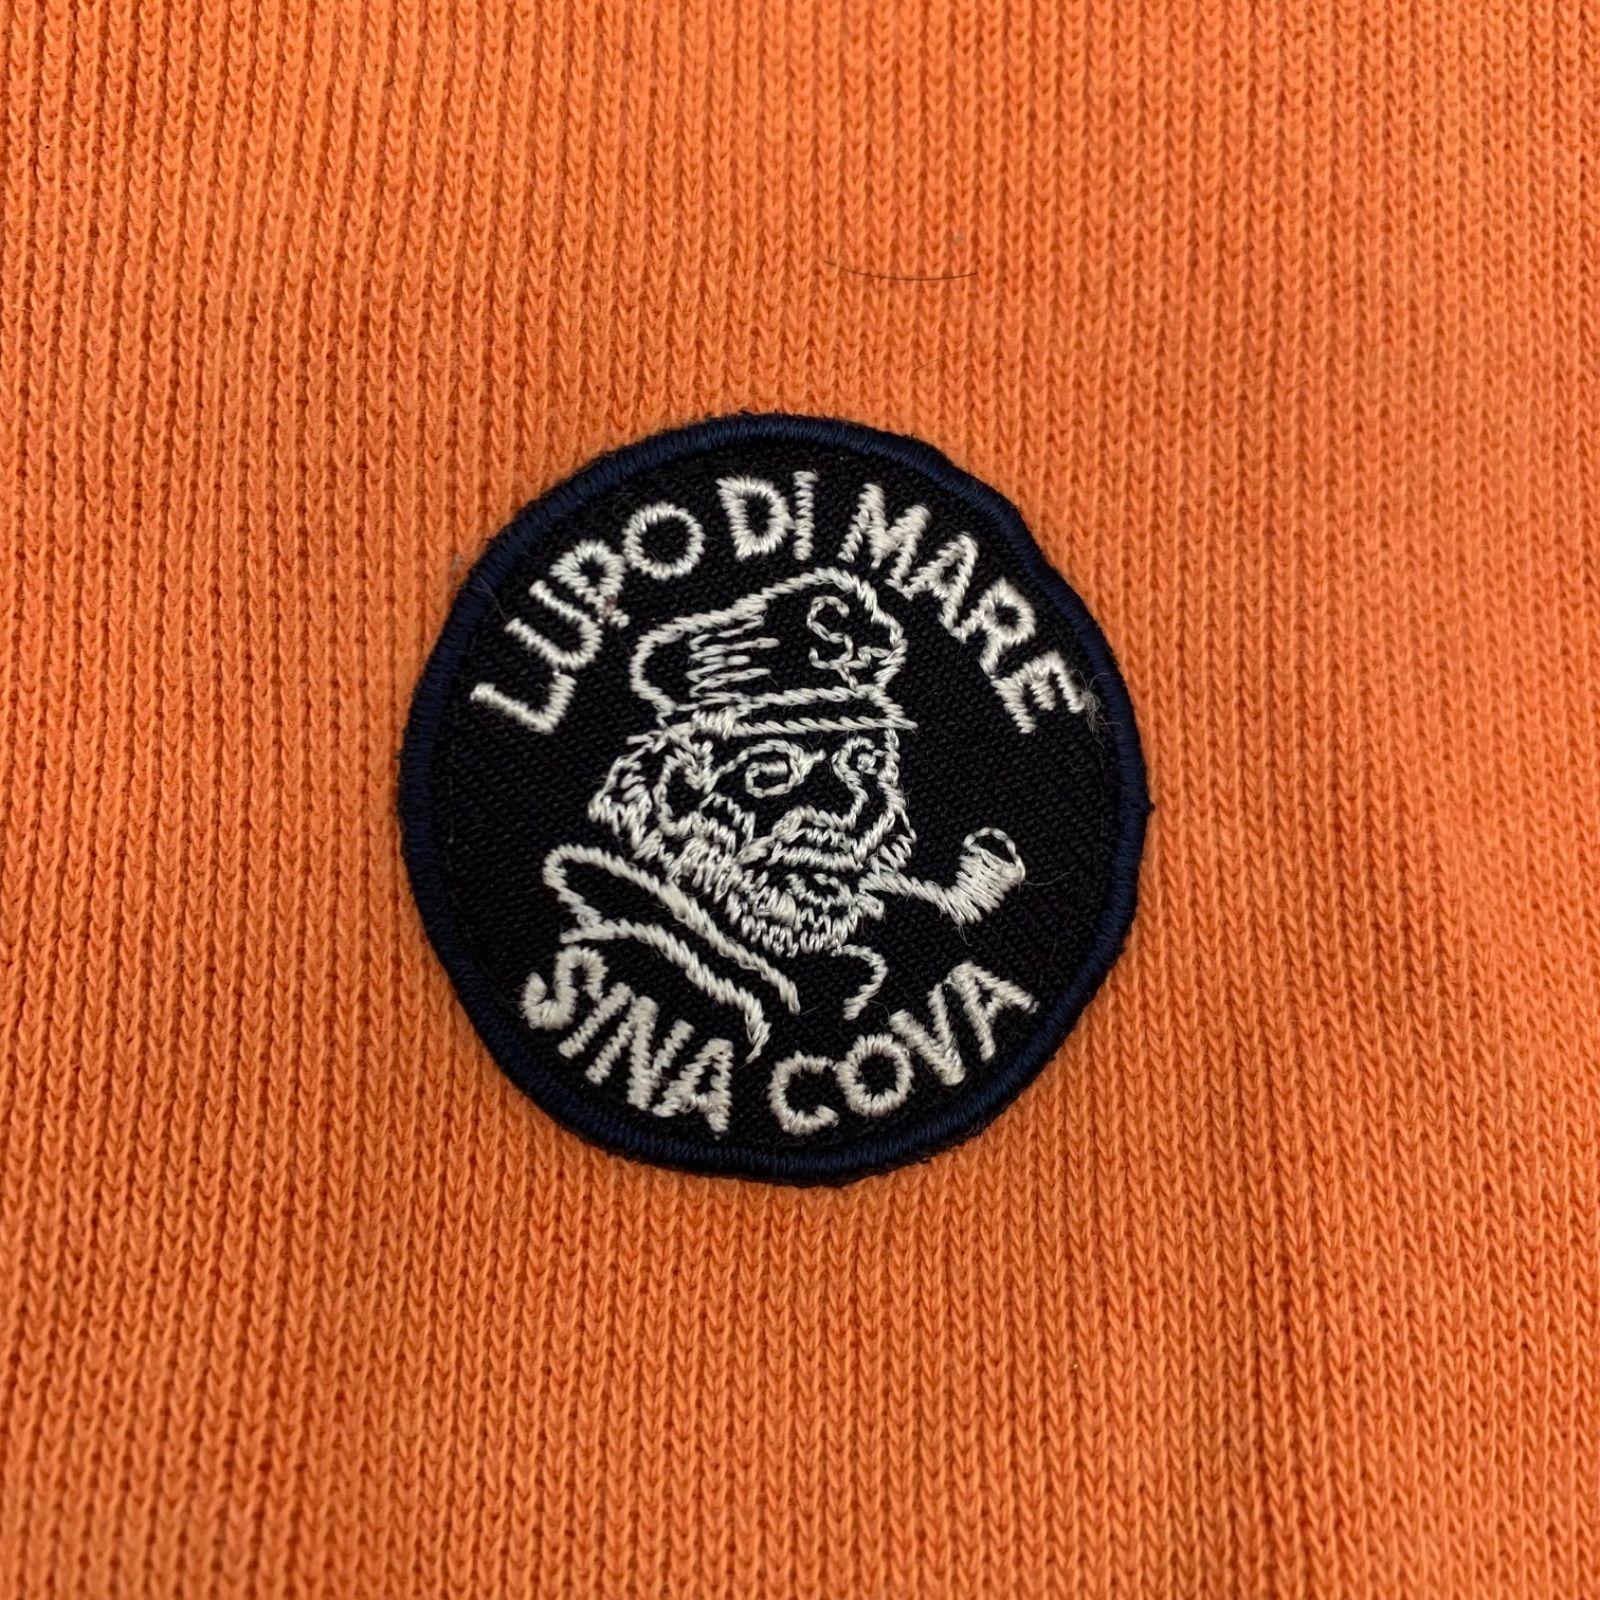 LUPO DI MARE
SINA COVA